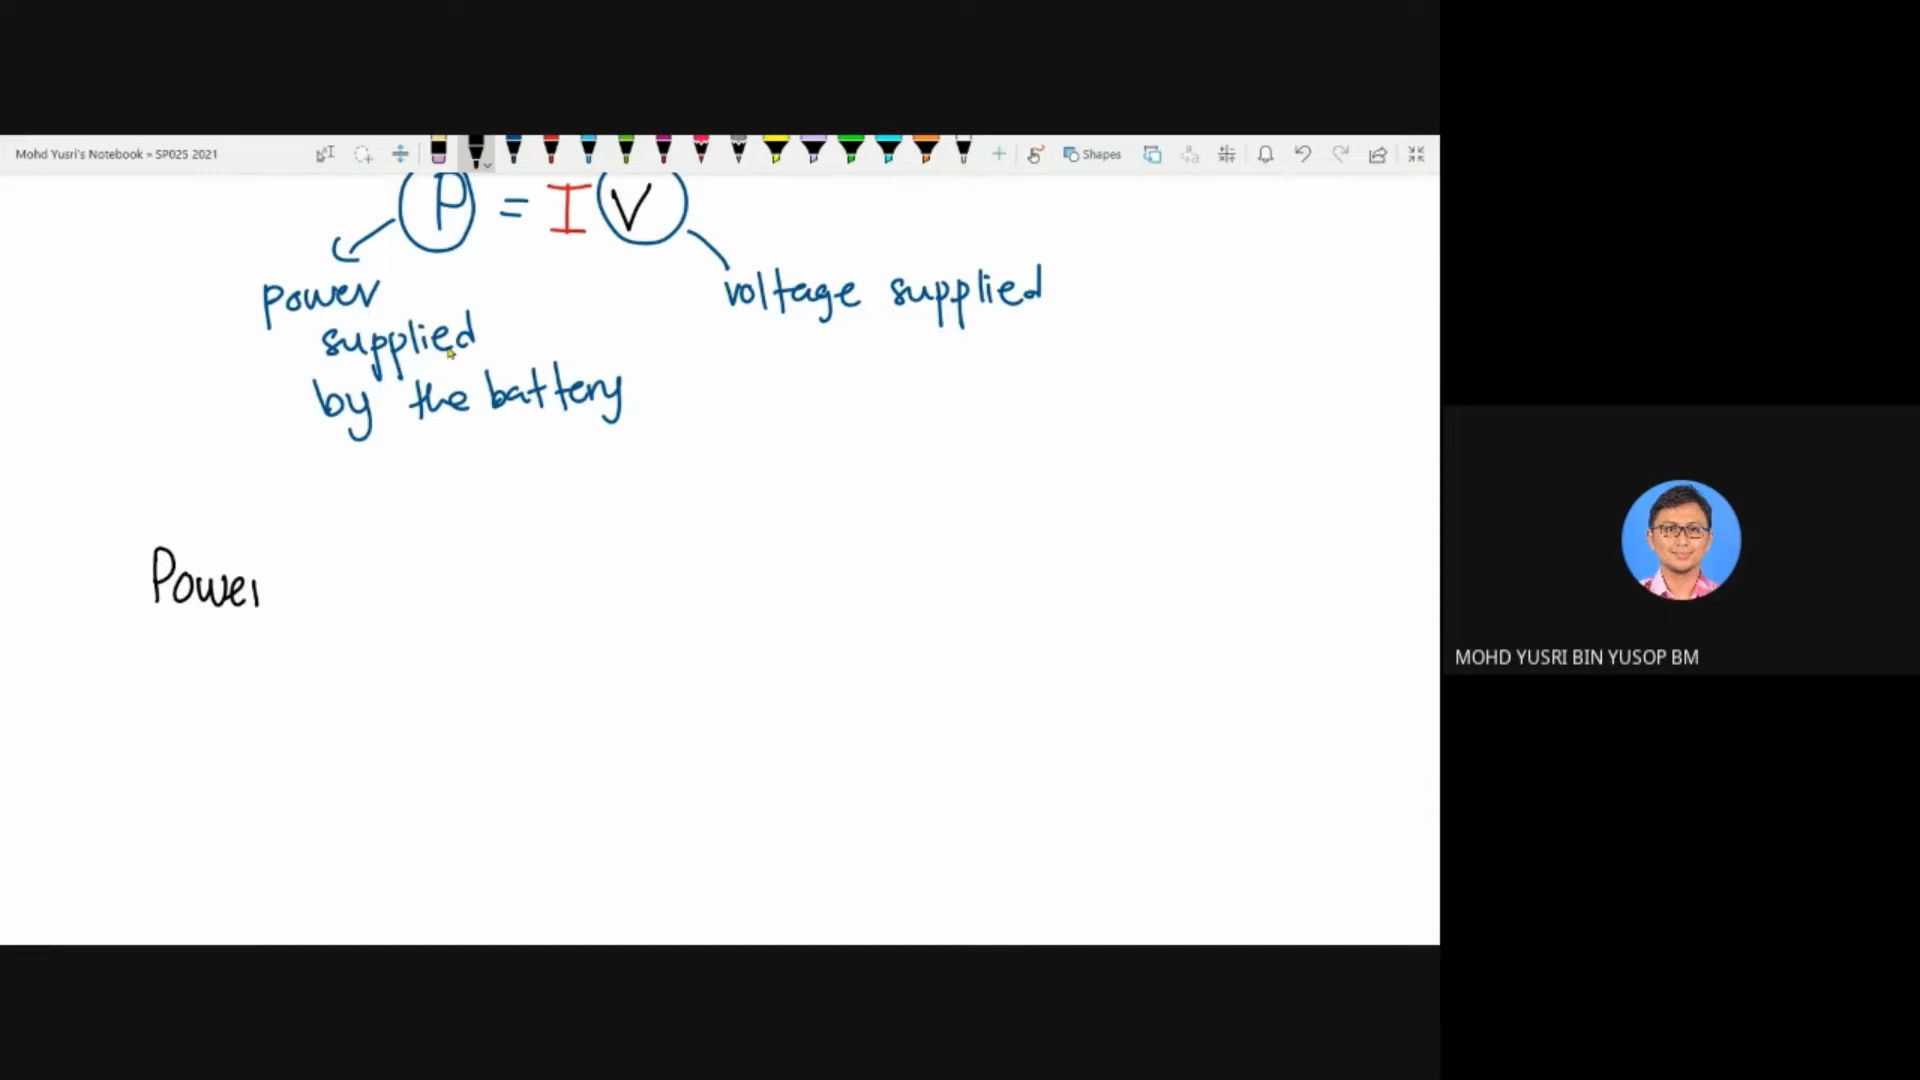 Mohd Yusri's Notebook » SP025 2021
Shapes
P = I V
power
supplied
by the battery
voltage supplied
Power
MOHD YUSRI BIN YUSOP BM